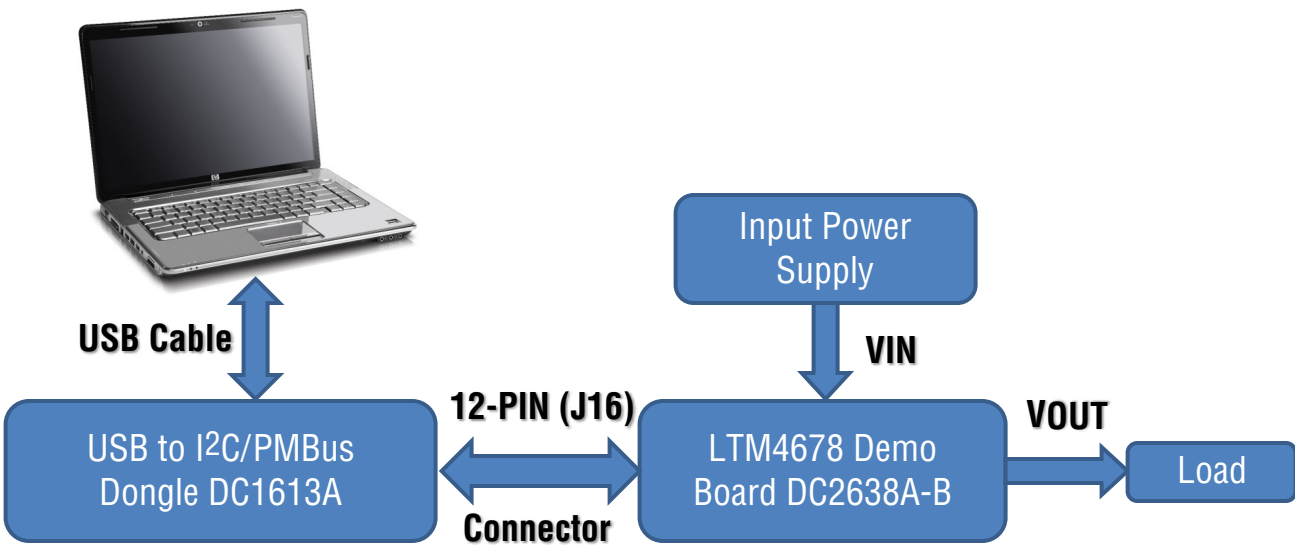 Input Power
Supply
USB Cable
VIN
12-PIN (J16)
VOUT
USB to I2C/PMBus
Dongle DC1613A
LTM4678 Demo
Board DC2638A-B
Load
Connector